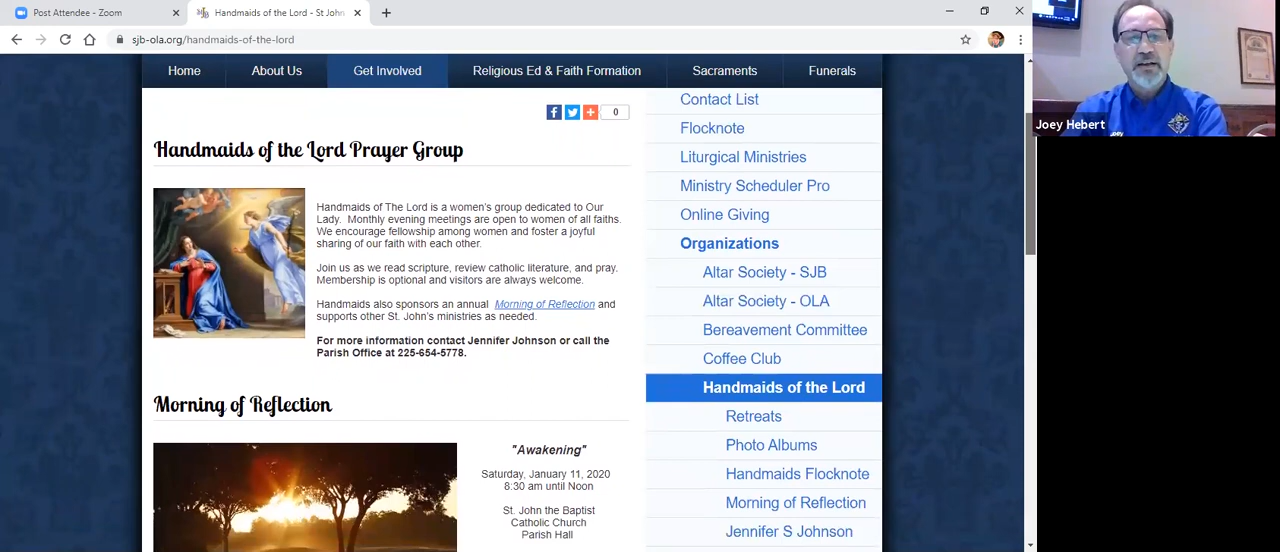 Post Attendee - Zoom
Handmaids of the Lord - St John
sjb-ola.org/handmaids-of-the-lord
Home
About Us
Get Involved
Religious Ed & Faith Formation
Sacraments
Funerals
0
Handmaids of the Lord Prayer Group
Handmaids of The Lord is a women's group dedicated to Our
Lady. Monthly evening meetings are open to women of all faiths.
We encourage fellowship among women and foster a joyful
sharing of our faith with each other.
Join us as we read scripture, review catholic literature, and pray.
Membership is optional and visitors are always welcome.
Handmaids also sponsors an annual Morning of Reflection and
supports other St. John's ministries as needed.
For more information contact Jennifer Johnson or call the
Parish Office at 225-654-5778.
Morning of Reflection
"Awakening"
Saturday, January 11, 2020
8:30 am until Noon
St. John the Baptist
Catholic Church
Parish Hall
Contact List
Flocknote
Liturgical Ministries
Ministry Scheduler Pro
Online Giving
Organizations
Altar Society - SJB
Altar Society - OLA
Bereavement Committee
Coffee Club
Handmaids of the Lord
Retreats
Photo Albums
Handmaids Flocknote
Morning of Reflection
Jennifer S Johnson
Joey Hebert
Joey